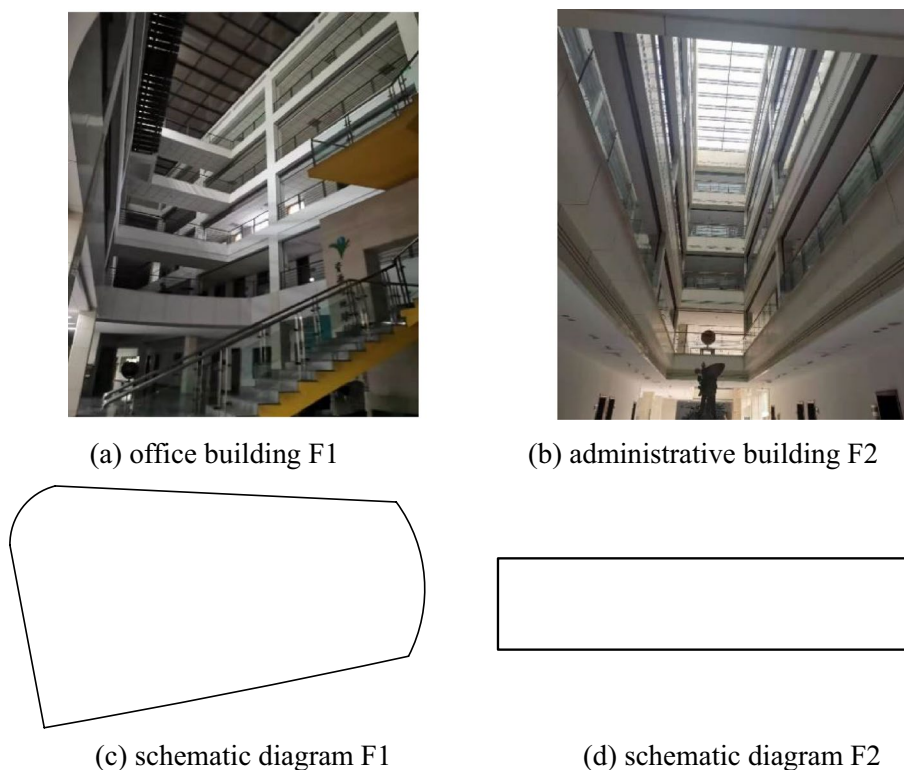 (a) office building F1
(b) administrative building F2
(c) schematic diagram F1
(d) schematic diagram F2